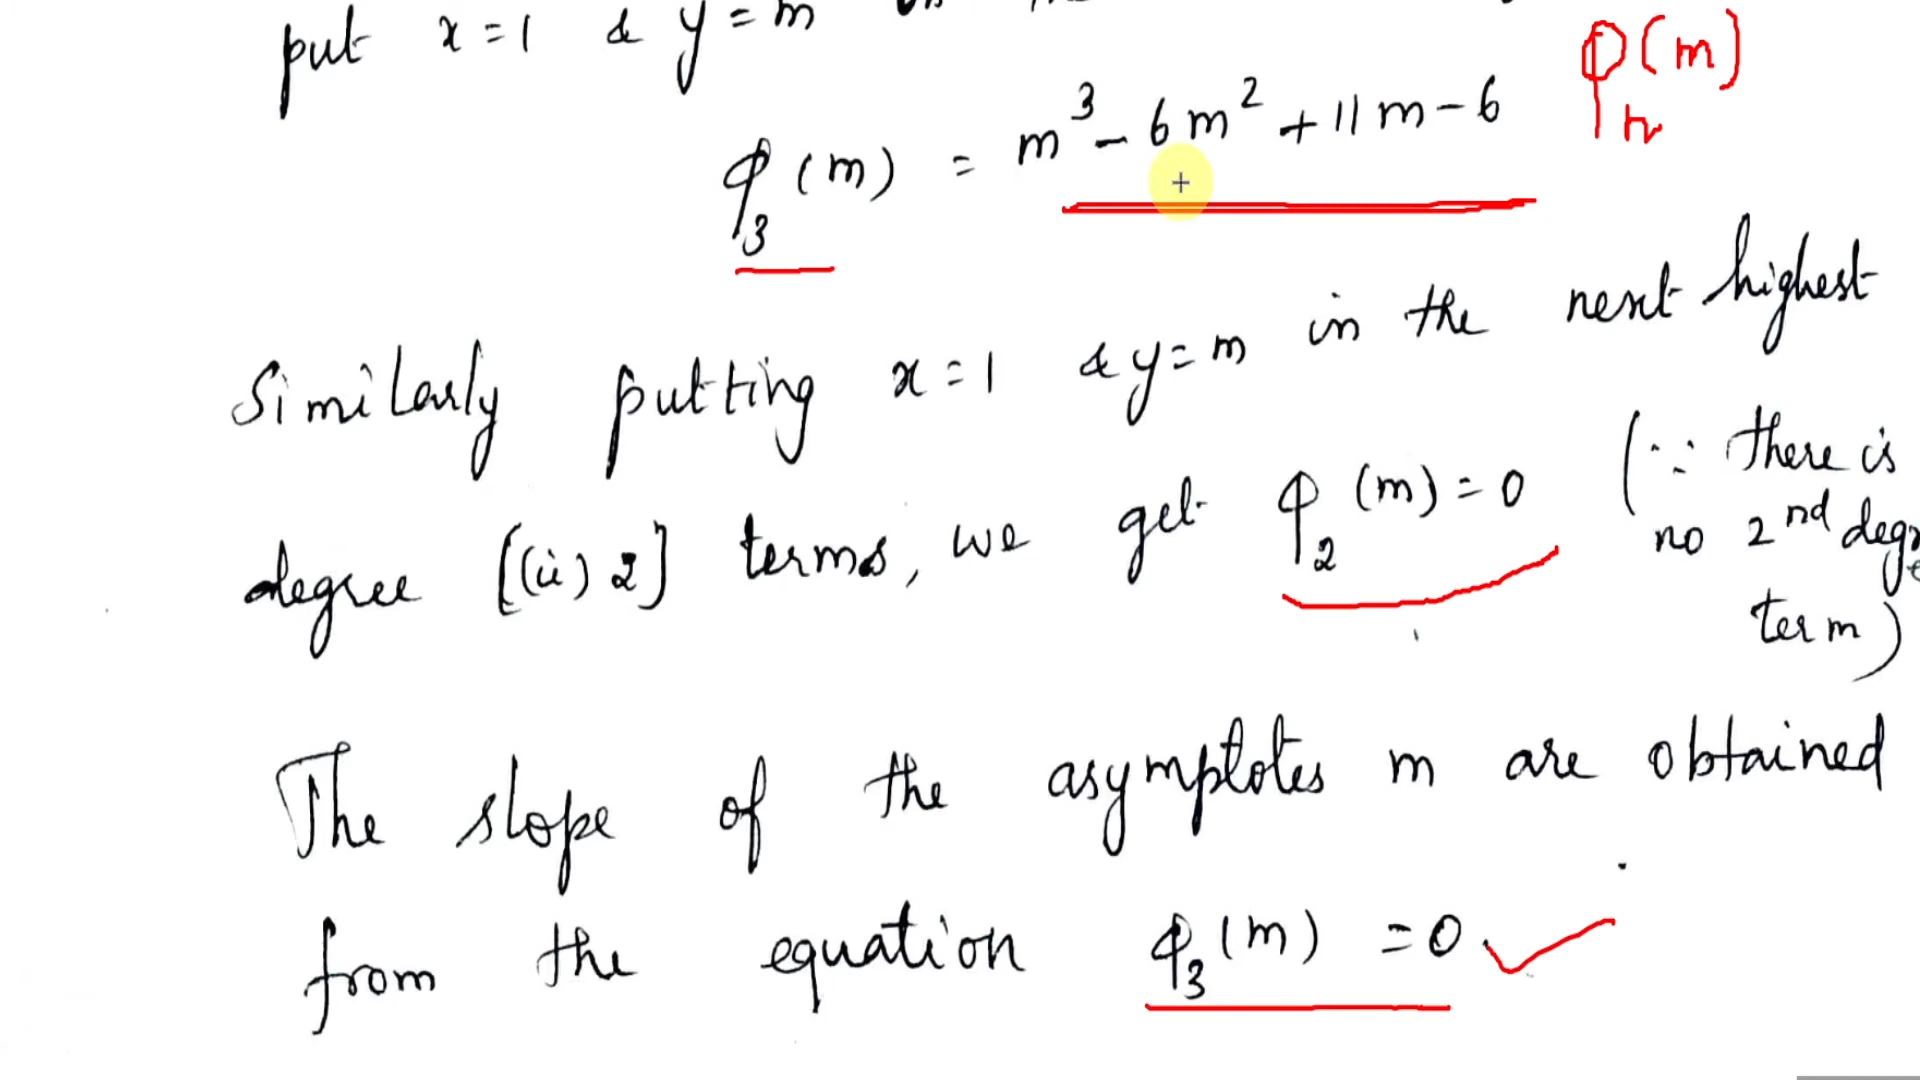 put x = 1 & y = m
φ(m)
n
φ₃(m) = m³ - 6m² + 11m - 6
Similarly putting x = 1 & y = m in the next highest
degree [(ii) 2] terms, we get φ₂(m) = 0 (∵ there is
no 2nd degree
term)
The slope of the asymptotes m are obtained
from the equation φ₃(m) = 0